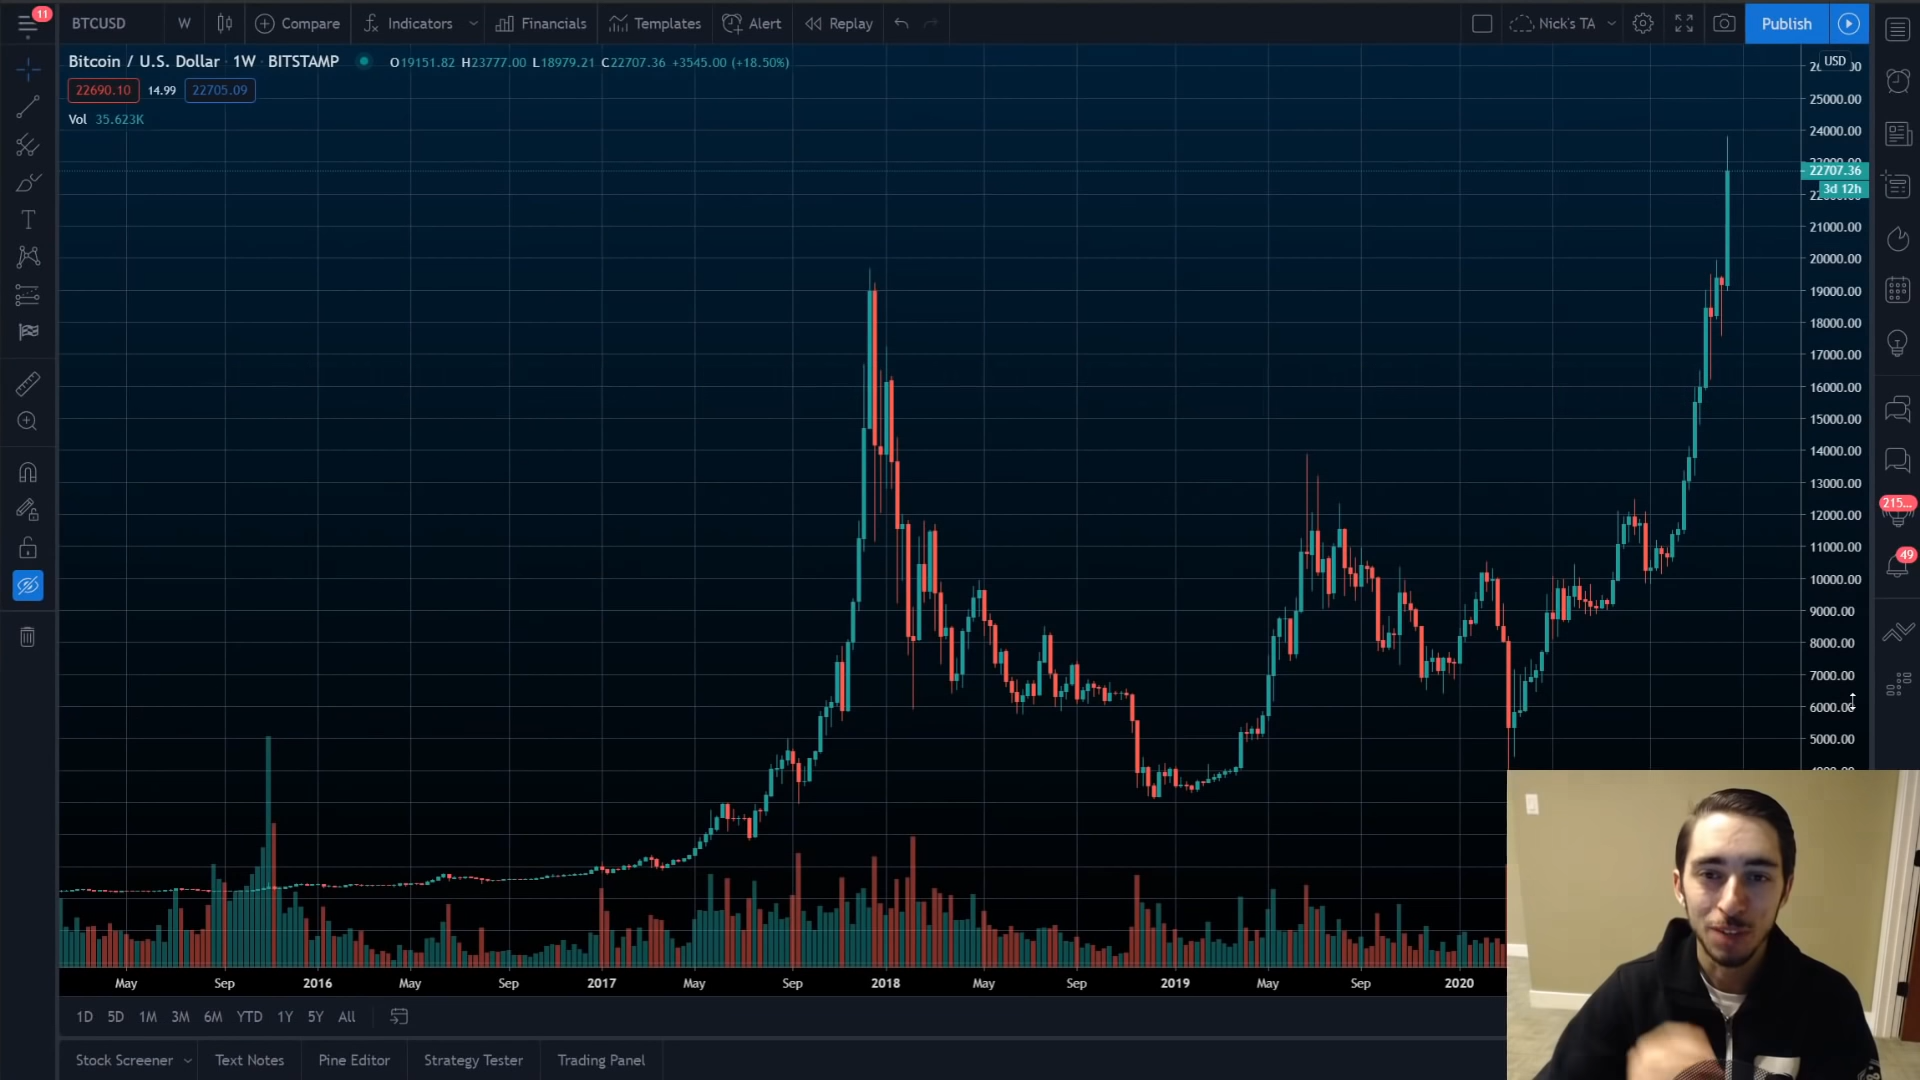 11
BTCUSD W Compare Indicators Financials Templates Alert Replay Nick's TA Publish
Bitcoin / U.S. Dollar · 1W · BITSTAMP O19151.82 H23777.00 L18979.21 C22707.36 +3545.00 (+18.50%)
USD
22690.10 14.99 22705.09
Vol 35.623K
25000.00
24000.00
22707.36
3d 12h
21000.00
20000.00
19000.00
18000.00
17000.00
16000.00
15000.00
14000.00
13000.00
215...
12000.00
11000.00
49
10000.00
9000.00
8000.00
7000.00
6000.00
5000.00
May Sep 2016 May Sep 2017 May Sep 2018 May Sep 2019 May Sep 2020
1D 5D 1M 3M 6M YTD 1Y 5Y All
Stock Screener Text Notes Pine Editor Strategy Tester Trading Panel